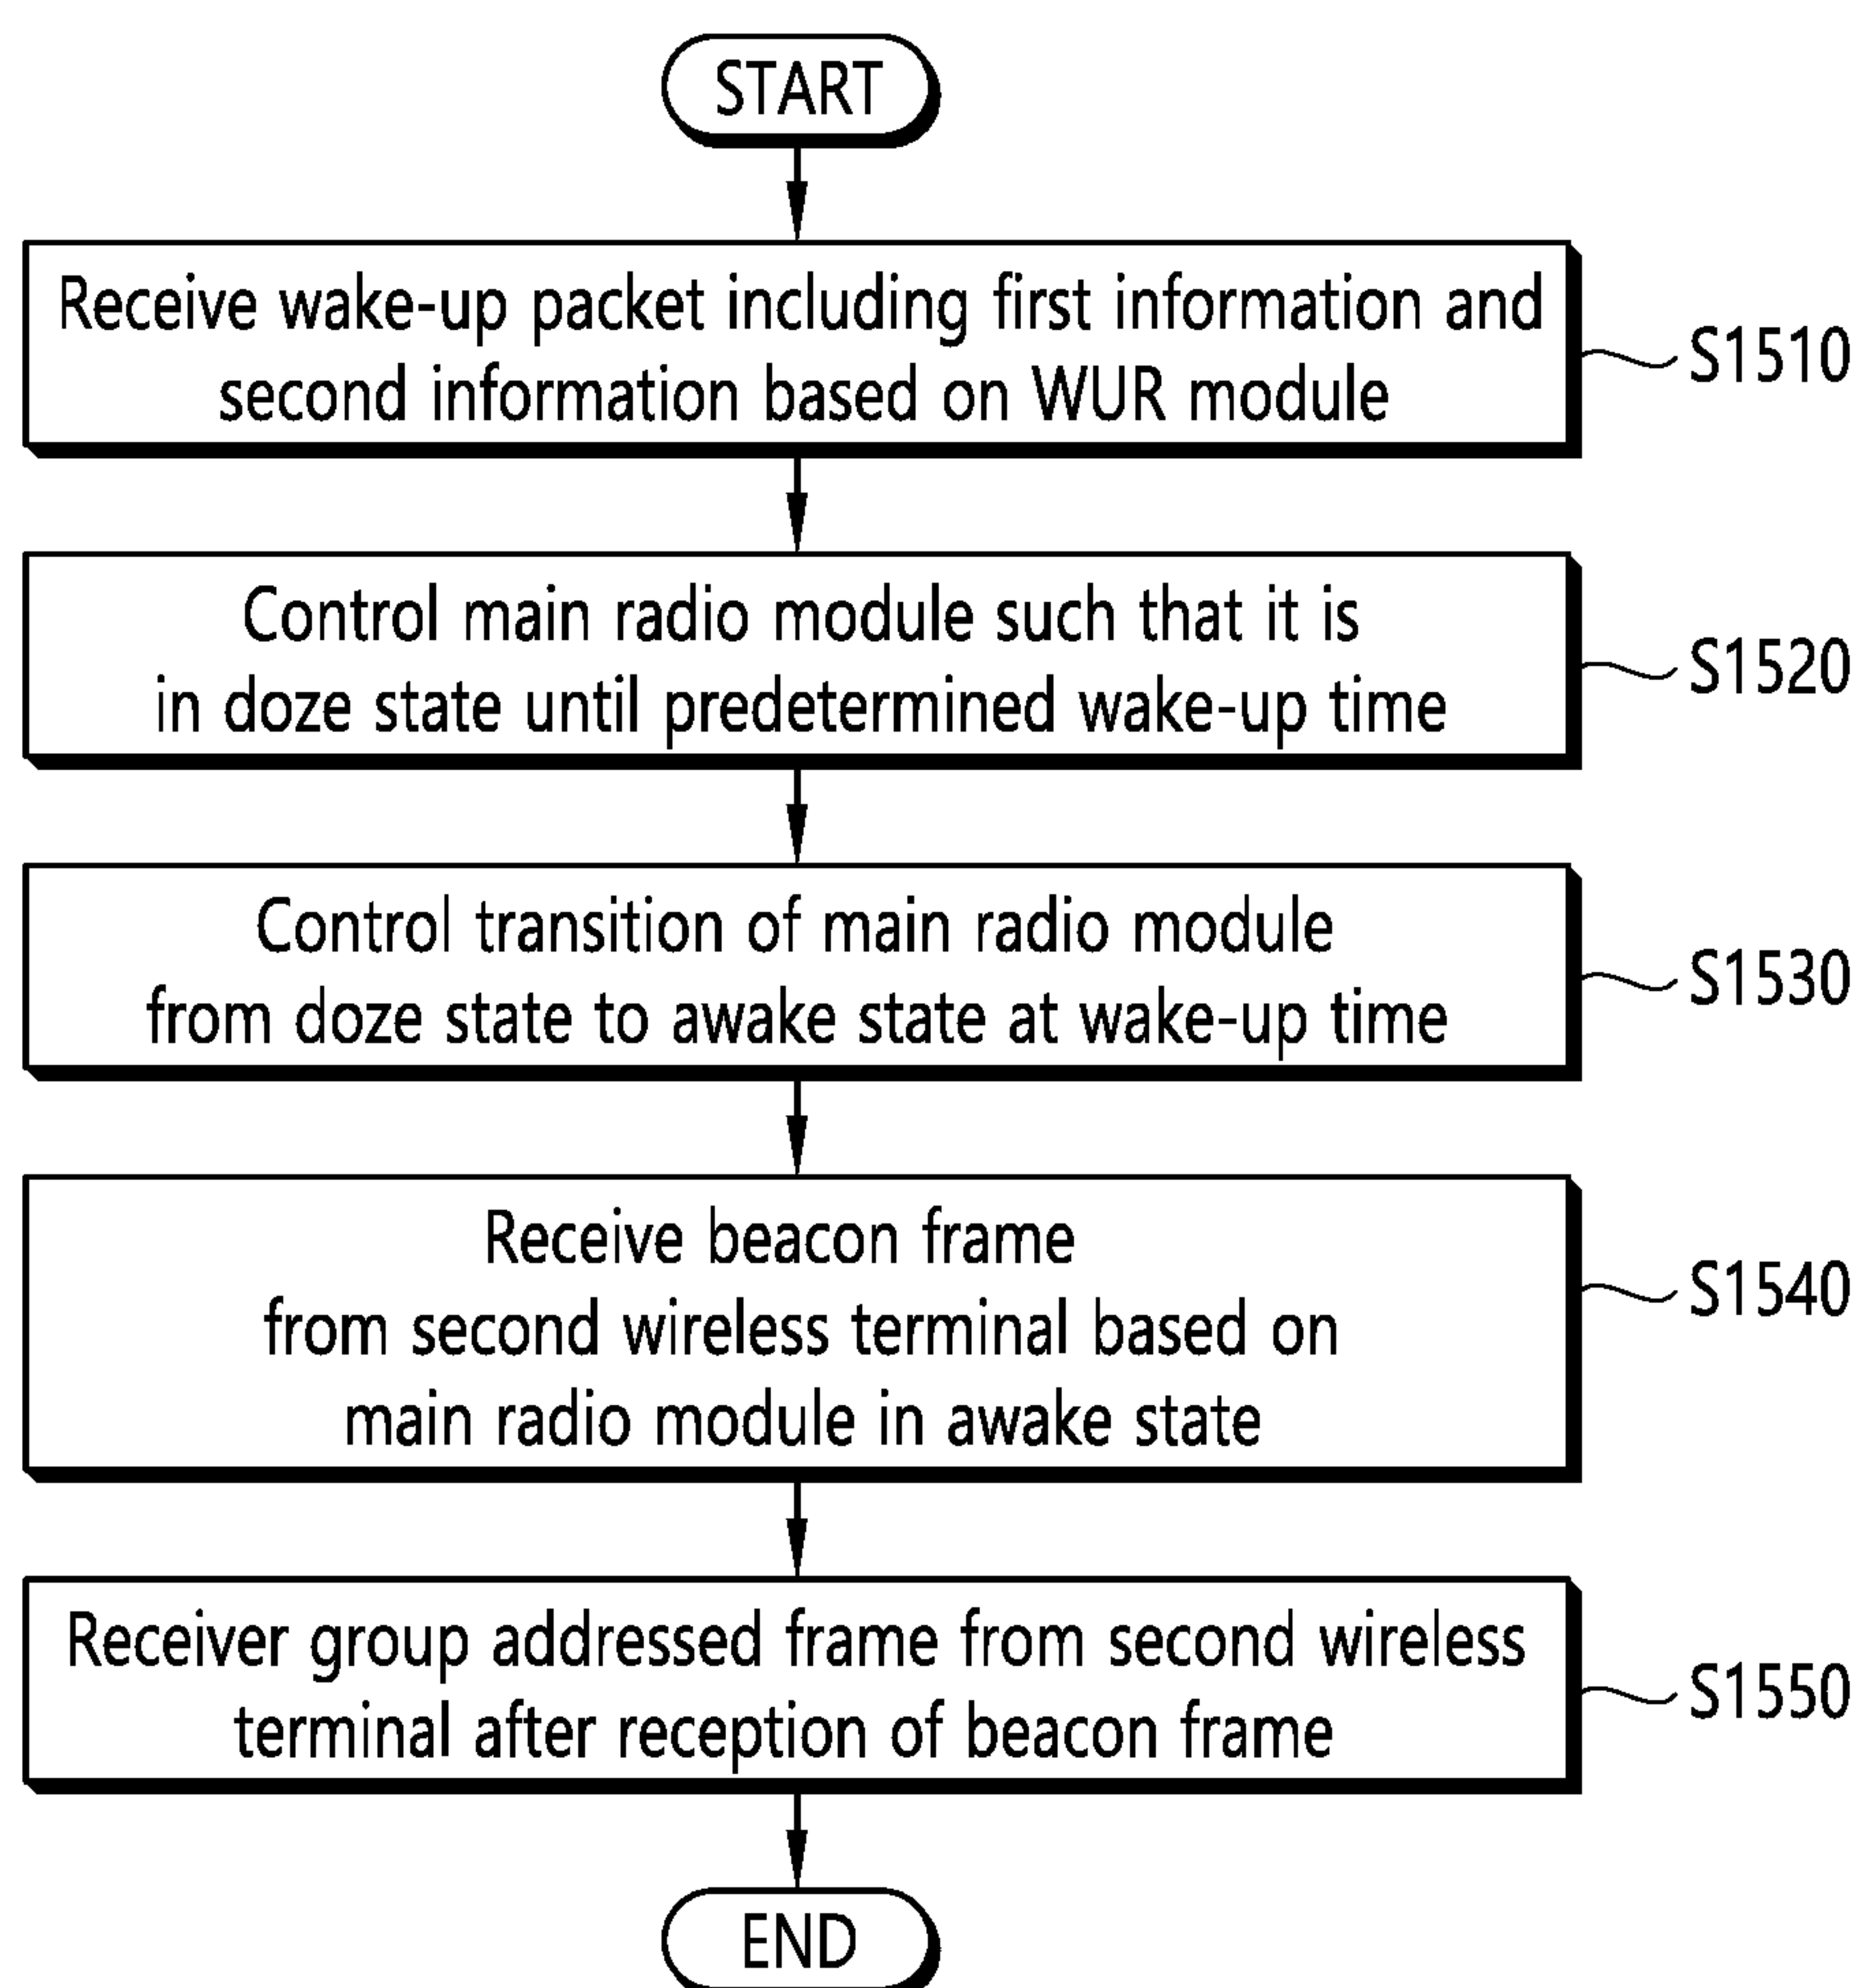 START
Receive wake-up packet including first information and
second information based on WUR module
S1510
Control main radio module such that it is
in doze state until predetermined wake-up time
S1520
Control transition of main radio module
from doze state to awake state at wake-up time
S1530
Receive beacon frame
from second wireless terminal based on
main radio module in awake state
S1540
Receiver group addressed frame from second wireless
terminal after reception of beacon frame
S1550
END